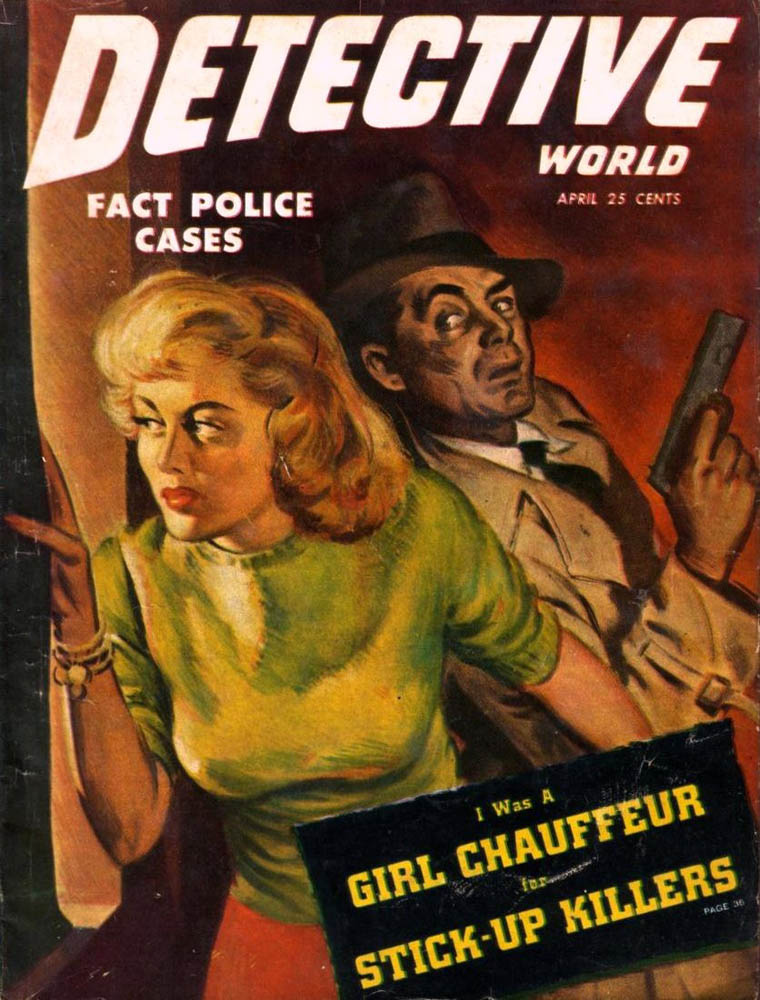 DETECTIVE
WORLD
APRIL 25 CENTS
FACT POLICE
CASES
I Was A
GIRL CHAUFFEUR
for
STICK-UP KILLERS
PAGE 36